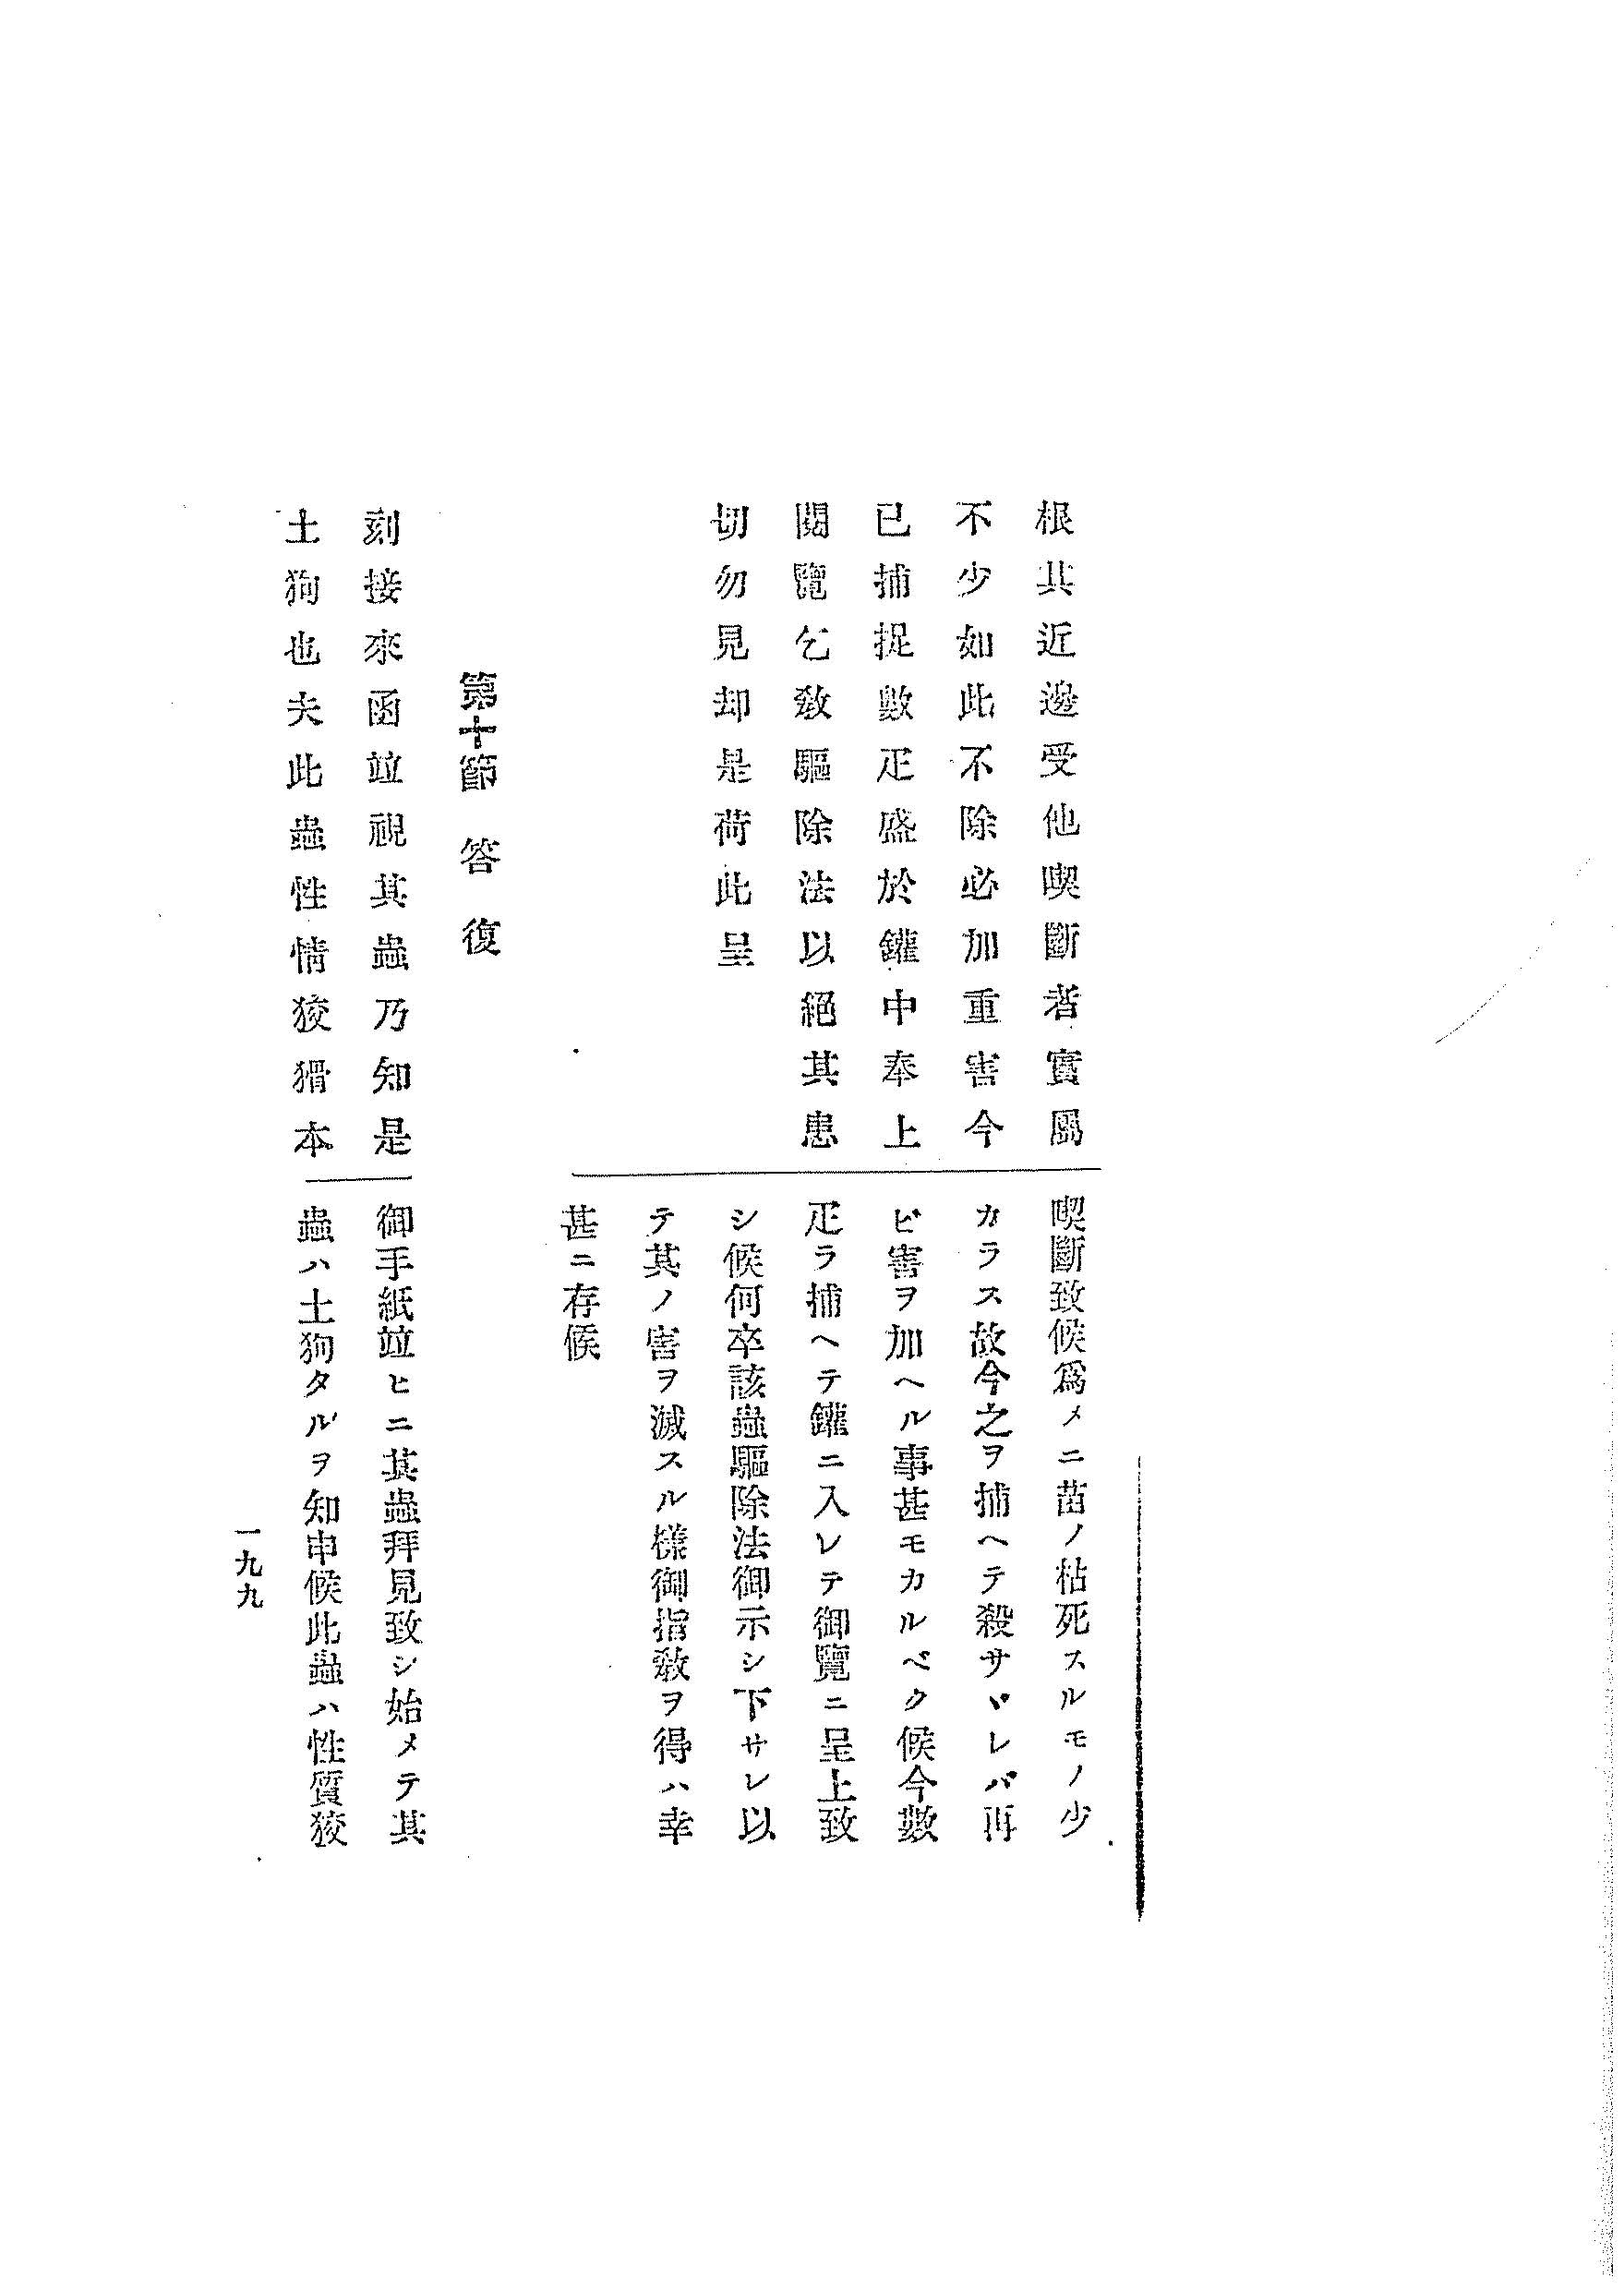 根其近邊受他喫斷者實屬
不少如此不除必加重害今
已捕捉數疋盛於鑵中奉上
閱覽乞教驅除法以絕其患
切勿見却是荷此呈
喫斷致候爲メニ苗ノ枯死スルモノ少
カラス故今之ヲ捕ヘテ殺サヾレバ再
ビ害ヲ加ヘル事甚モカルベク候今數
疋ラ捕ヘテ鑵ニ入レテ御覽ニ呈上致
シ候何卒該蟲驅除法御示シ下サレ以
テ其ノ害ヲ滅スル樣御指教ヲ得ハ幸
甚ニ存候
第十節 答復
刻接來函竝視其蟲乃知是
土狗也夫此蟲性情狡猾本
御手紙竝ヒニ其蟲拜見致シ始メテ其
蟲ハ土狗タルヲ知申候此蟲ハ性質狡
一九九